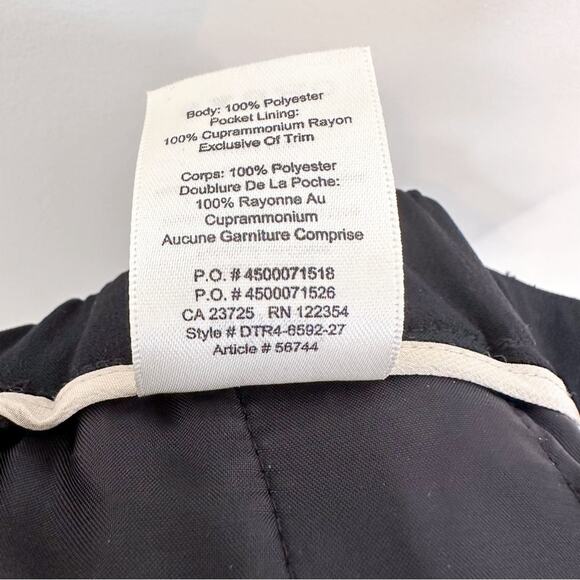 Body: 100% Polyester
Pocket Lining:
100% Cuprammonium Rayon
Exclusive Of Trim
Corps: 100% Polyester
Doublure De La Poche:
100% Rayonne Au
Cuprammonium
Aucune Garniture Comprise
P.O. # 4500071518
P.O. # 4500071526
CA 23725 RN 122354
Style # DTR4-6592-27
Article # 56744